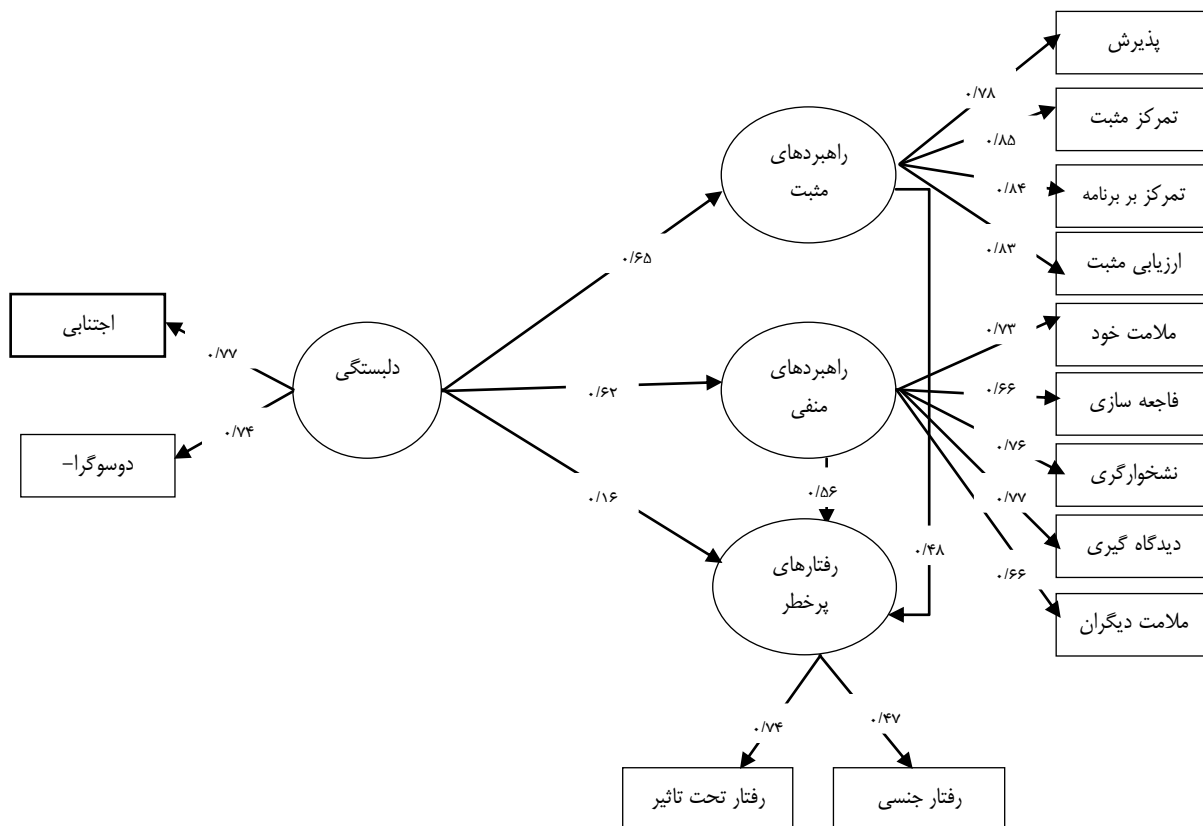 پذیرش
۰/۷۸
تمرکز مثبت
۰/۸۵
راهبردهای
مثبت
۰/۸۴
تمرکز بر برنامه
۰/۸۳
ارزیابی مثبت
۰/۶۵
اجتنابی
۰/۷۷
دلبستگی
۰/۶۲
راهبردهای
منفی
۰/۷۳
ملامت خود
۰/۶۶
فاجعه سازی
۰/۷۴
دوسوگرا-
۰/۷۶
نشخوارگری
۰/۱۶
۰/۵۶
۰/۷۷
دیدگاه گیری
۰/۴۸
رفتارهای
پرخطر
۰/۶۶
ملامت دیگران
۰/۷۴
۰/۴۷
رفتار تحت تاثیر
رفتار جنسی